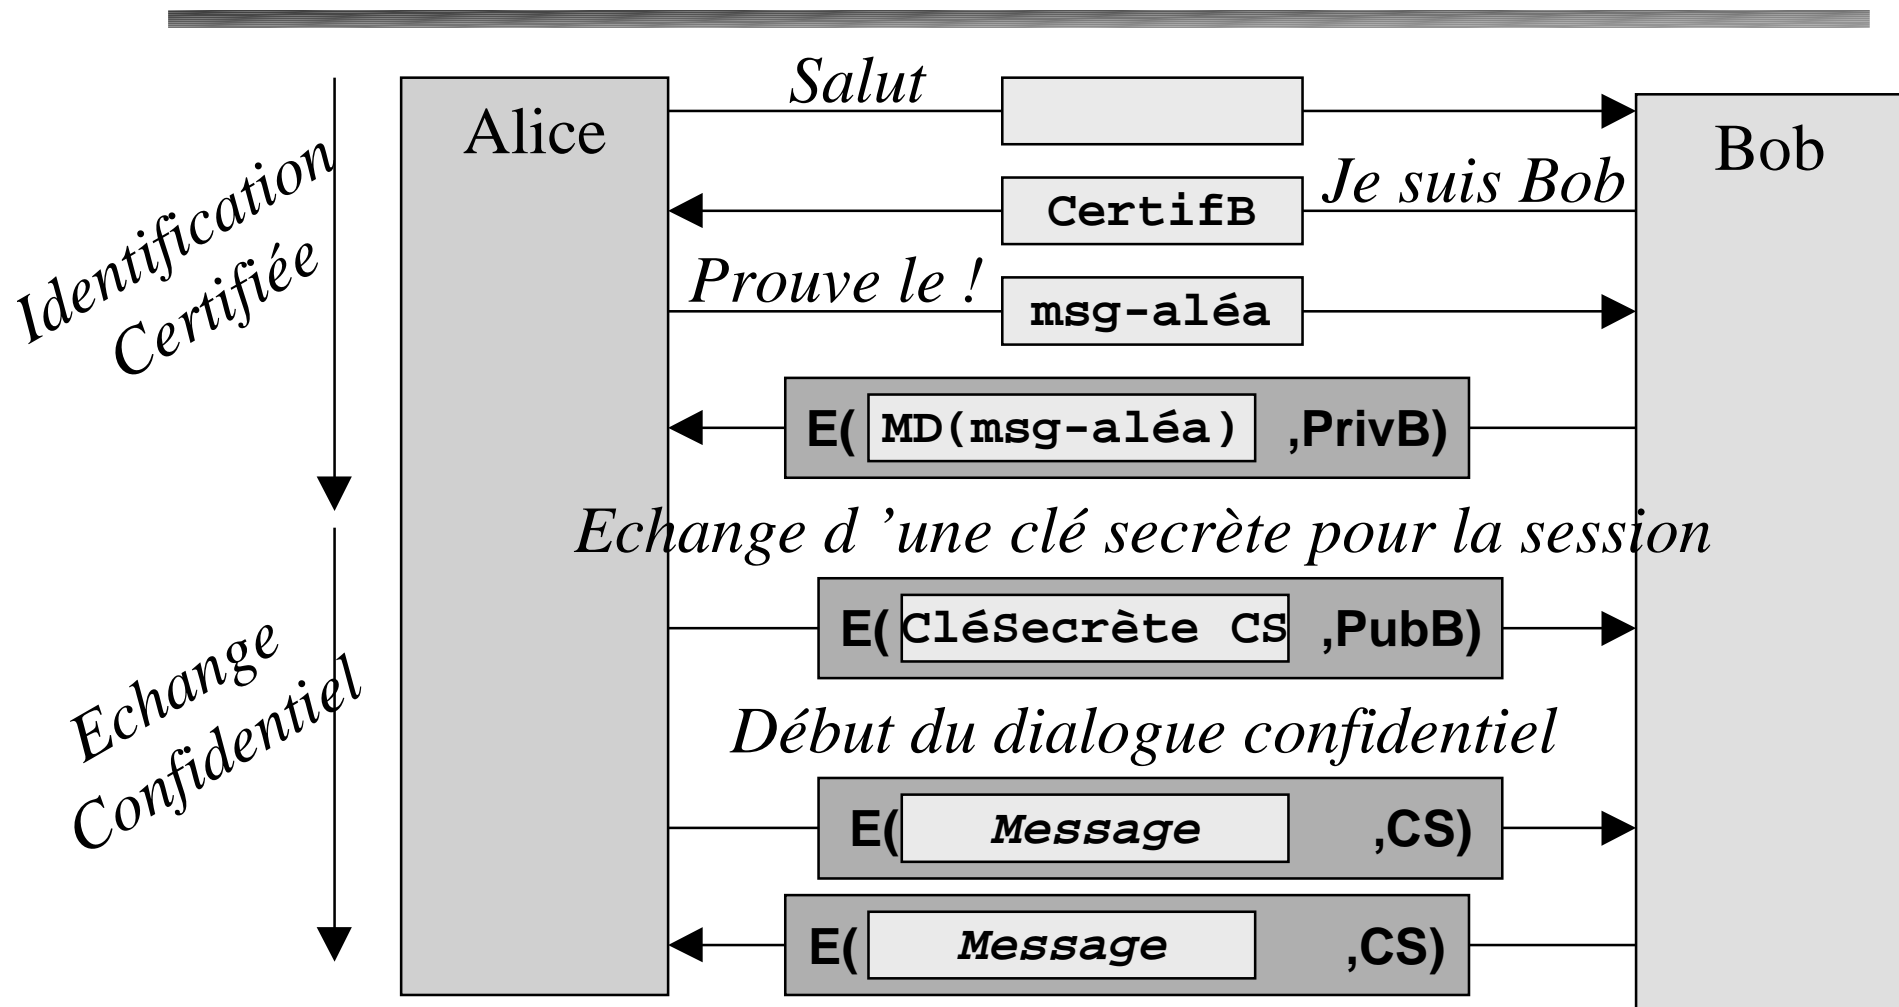 Salut
Alice
Bob
Je suis Bob
CertifB
Identification
Certifiée
Prouve le !
msg-aléa
E( MD(msg-aléa) ,PrivB)
Echange d ’une clé secrète pour la session
E( CléSecrète CS ,PubB)
Echange
Confidentiel
Début du dialogue confidentiel
E( Message ,CS)
E( Message ,CS)